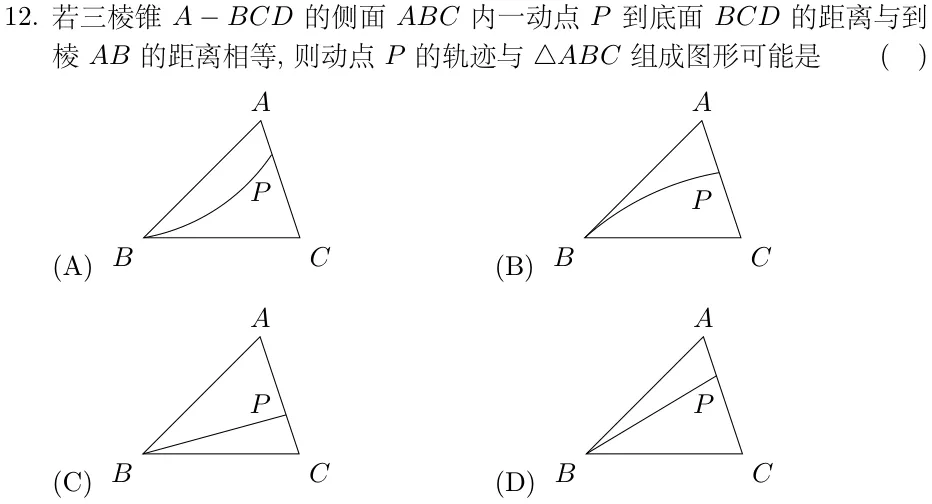 12. 若三棱锥 A − BCD 的侧面 ABC 内一动点 P 到底面 BCD 的距离与到
棱 AB 的距离相等, 则动点 P 的轨迹与 △ABC 组成图形可能是 ( )
A
P
B
C
(A)
A
P
B
C
(B)
A
P
B
C
(C)
A
P
B
C
(D)